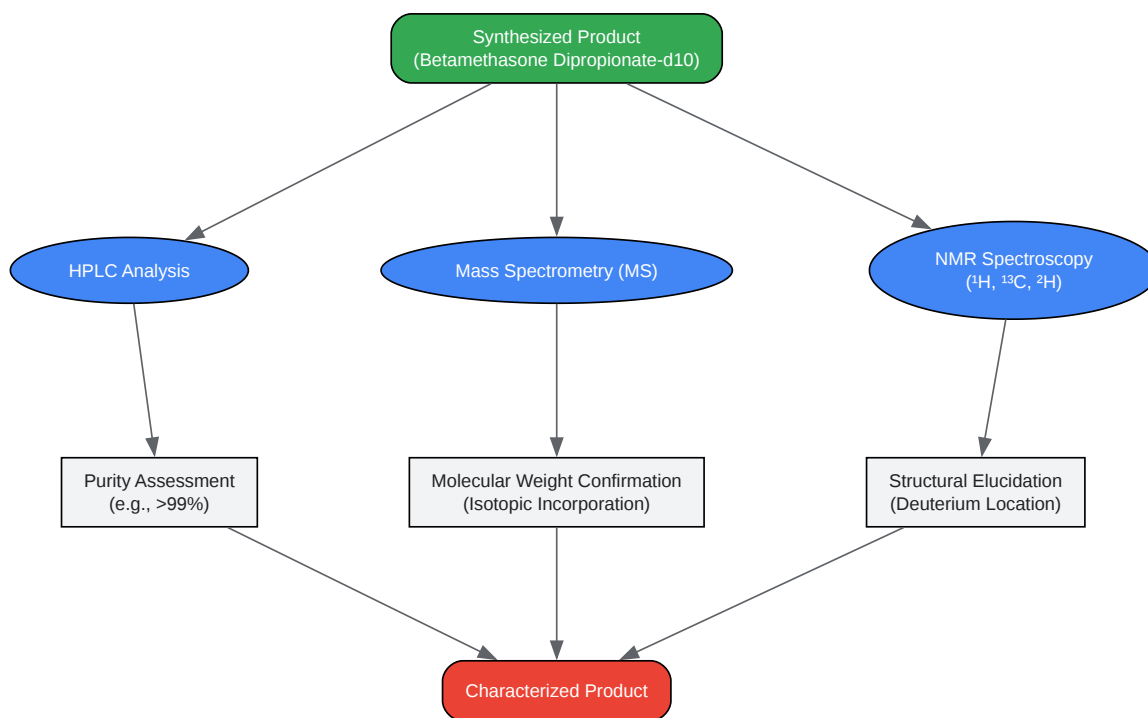 Synthesized Product
(Betamethasone Dipropionate-d10)
HPLC Analysis
Mass Spectrometry (MS)
NMR Spectroscopy
(¹H, ¹³C, ²H)
Purity Assessment
(e.g., >99%)
Molecular Weight Confirmation
(Isotopic Incorporation)
Structural Elucidation
(Deuterium Location)
Characterized Product